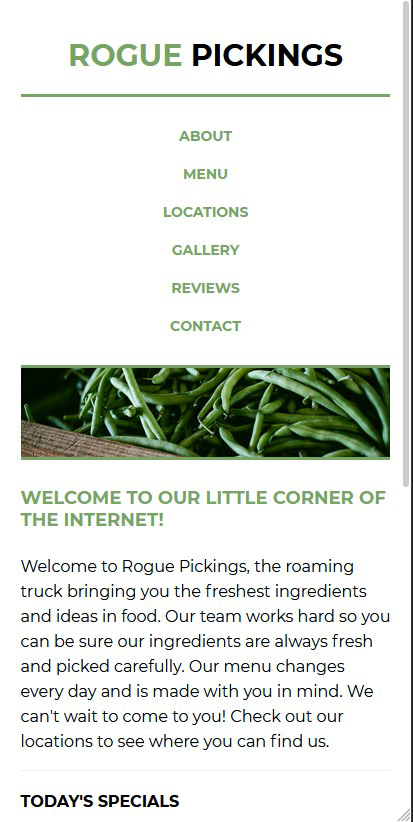 ROGUE PICKINGS
ABOUT
MENU
LOCATIONS
GALLERY
REVIEWS
CONTACT
WELCOME TO OUR LITTLE CORNER OF
THE INTERNET!
Welcome to Rogue Pickings, the roaming
truck bringing you the freshest ingredients
and ideas in food. Our team works hard so you
can be sure our ingredients are always fresh
and picked carefully. Our menu changes
every day and is made with you in mind. We
can't wait to come to you! Check out our
locations to see where you can find us.
TODAY'S SPECIALS